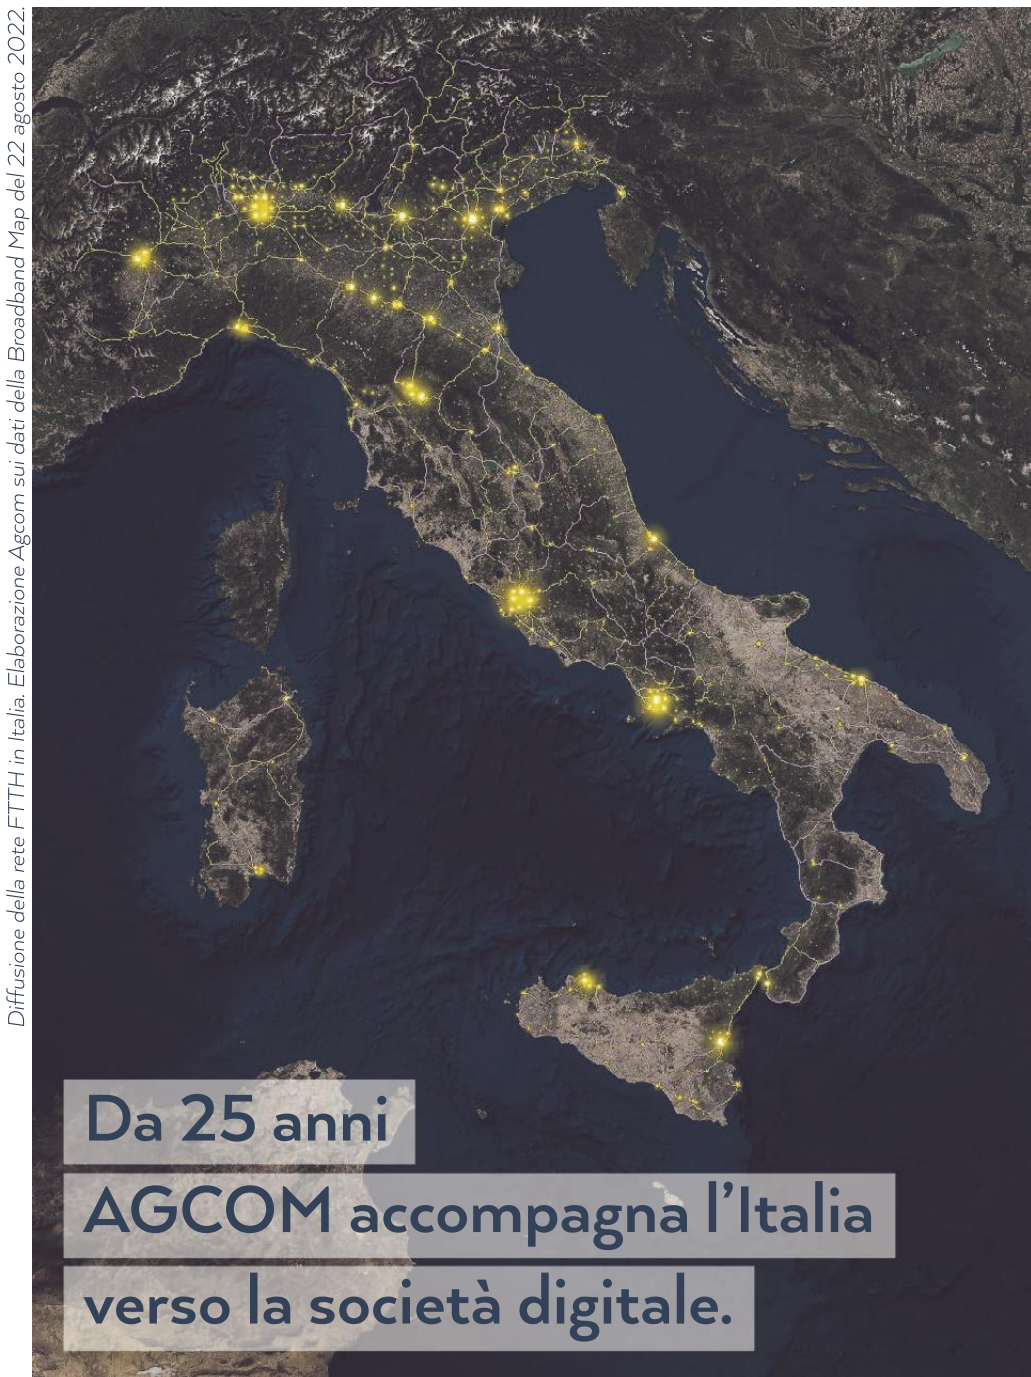 Diffusione della rete FTTH in Italia. Elaborazione Agcom sui dati della Broadband Map del 22 agosto 2022.
Da 25 anni
AGCOM accompagna l’Italia
verso la società digitale.